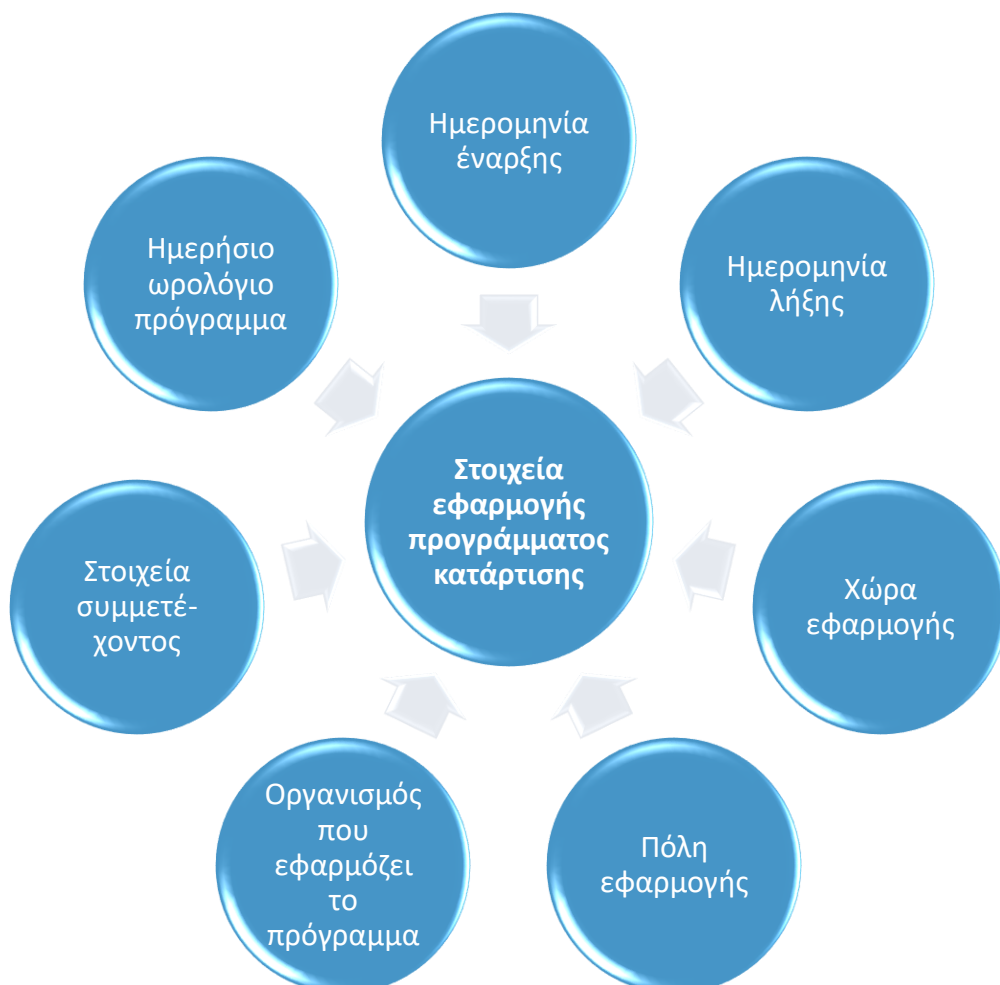 Ημερομηνία
έναρξης
Ημερομηνία
λήξης
Χώρα
εφαρμογής
Πόλη
εφαρμογής
Οργανισμός
που
εφαρμόζει
το
πρόγραμμα
Στοιχεία
συμμετέ-
χοντος
Ημερήσιο
ωρολόγιο
πρόγραμμα
Στοιχεία
εφαρμογής
προγράμματος
κατάρτισης